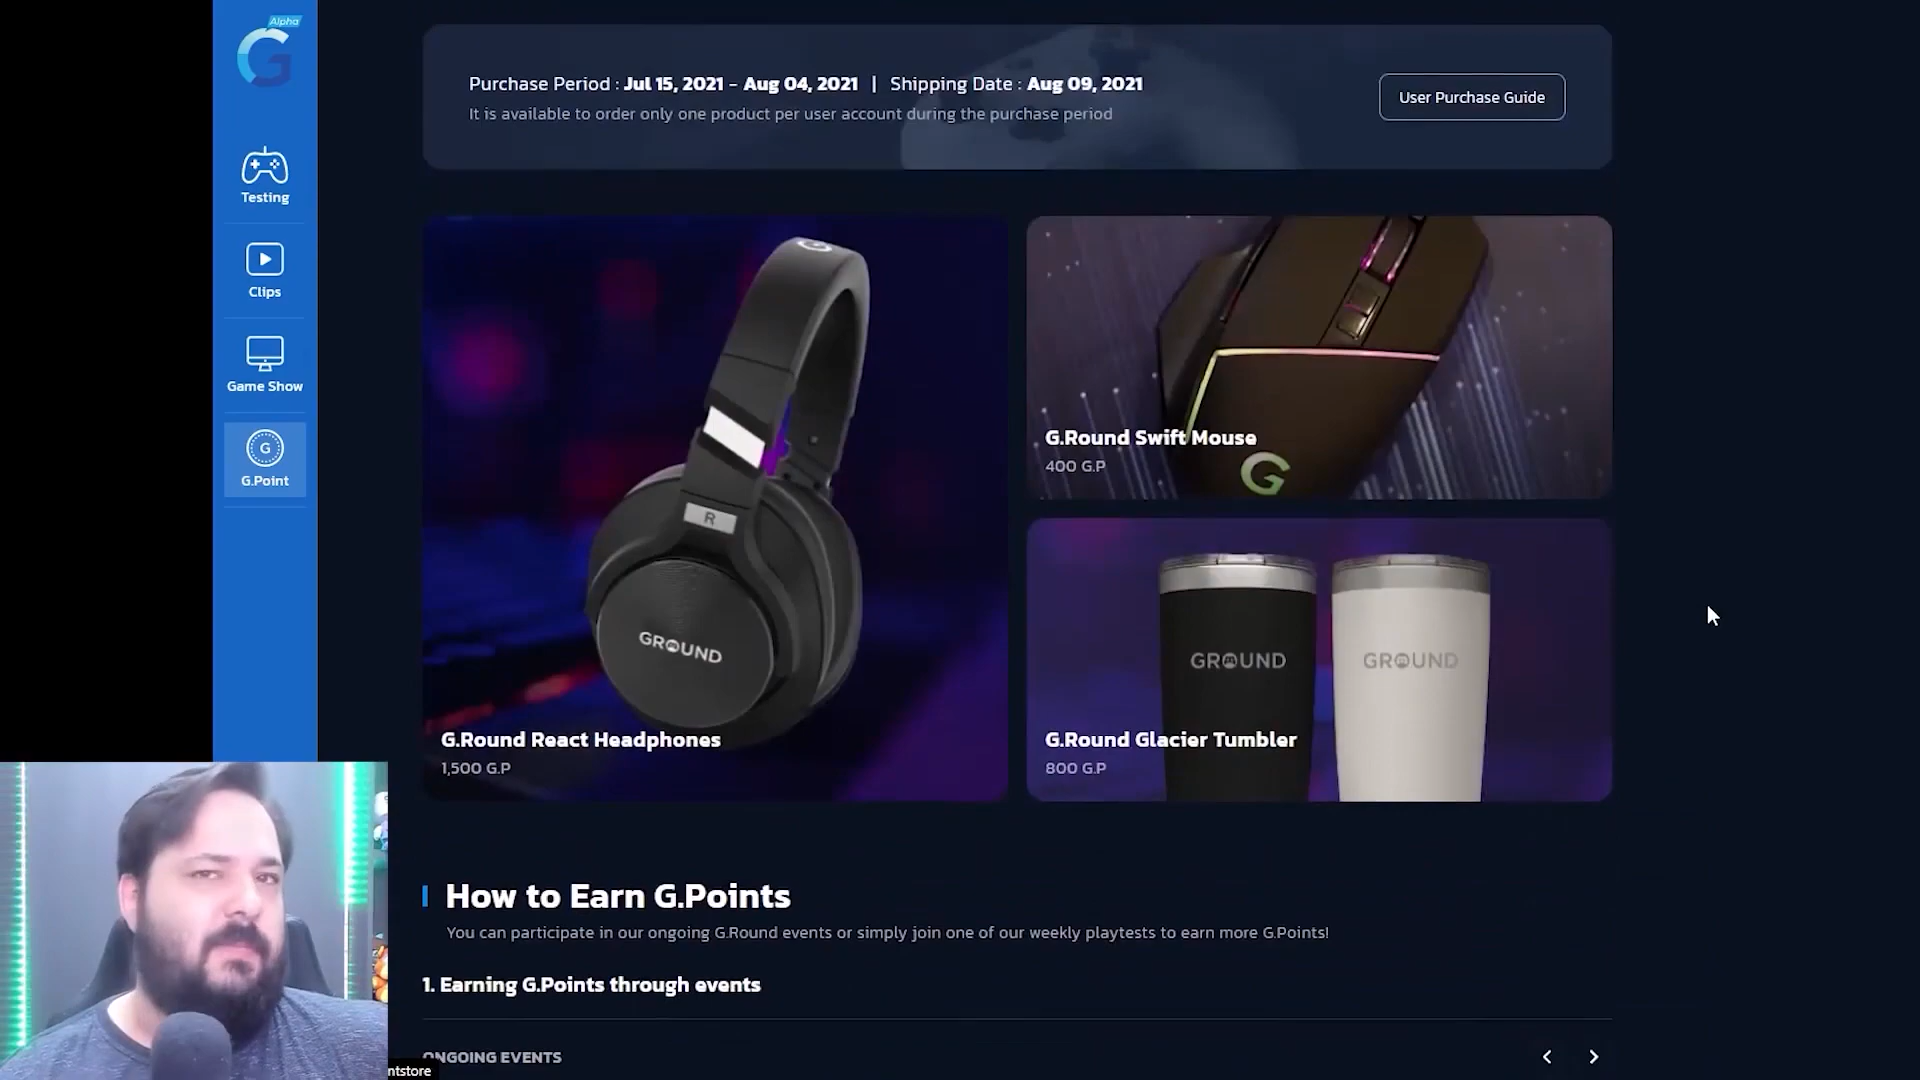 Alpha
G
Testing
Clips
Game Show
G
G.Point
Purchase Period : Jul 15, 2021 - Aug 04, 2021 | Shipping Date : Aug 09, 2021
It is available to order only one product per user account during the purchase period
User Purchase Guide
R
GROUND
G.Round React Headphones
1,500 G.P
G.Round Swift Mouse
400 G.P
G
GROUND
GROUND
G.Round Glacier Tumbler
800 G.P
How to Earn G.Points
You can participate in our ongoing G.Round events or simply join one of our weekly playtests to earn more G.Points!
1. Earning G.Points through events
ONGOING EVENTS
ntstore